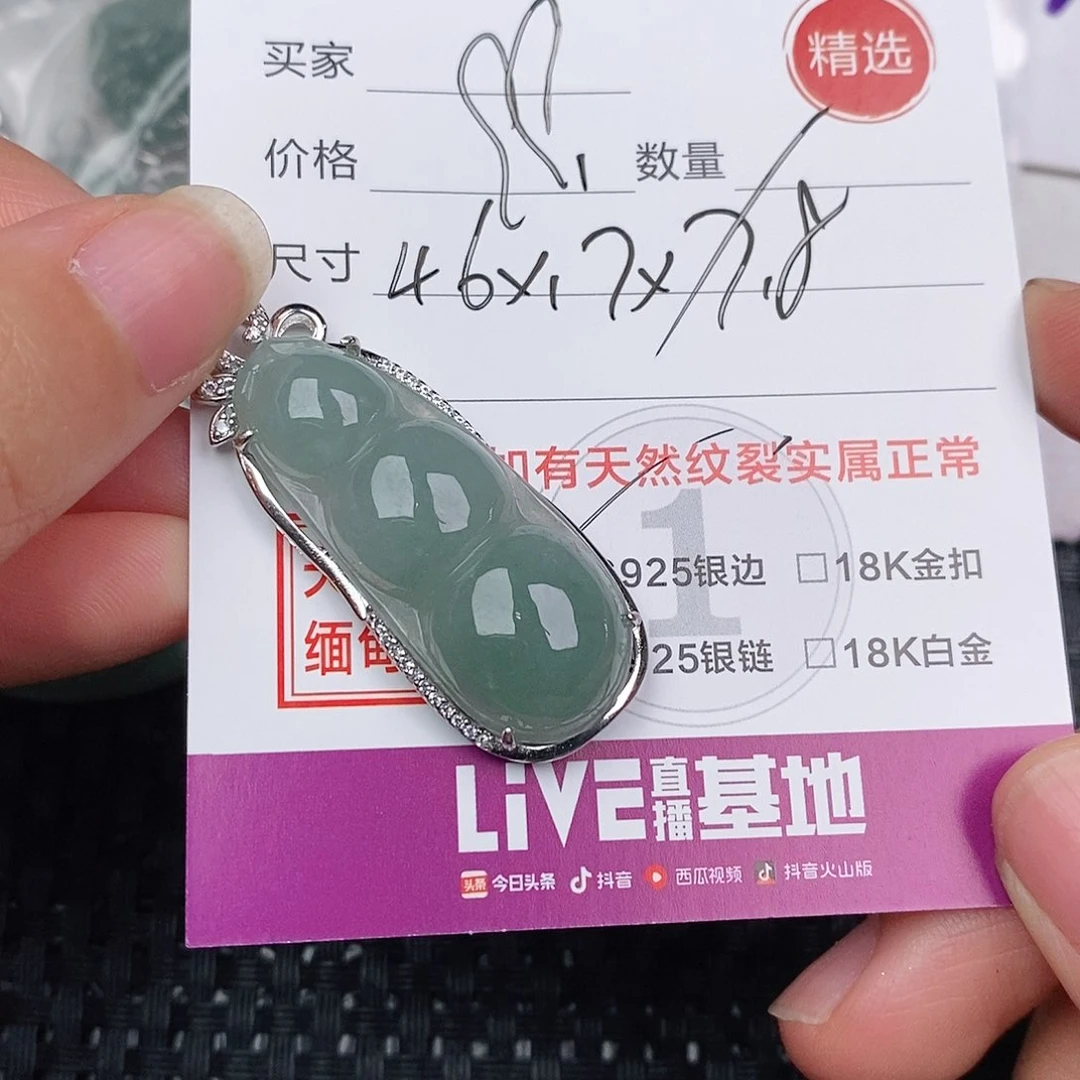 买家
精选
价格 数量
尺寸 46x17x7.8
有天然纹裂实属正常
925银边 □18K金扣
缅甸 25银链 □18K白金
1
LiVE直播基地
头条 今日头条 抖音 西瓜视频 抖音火山版